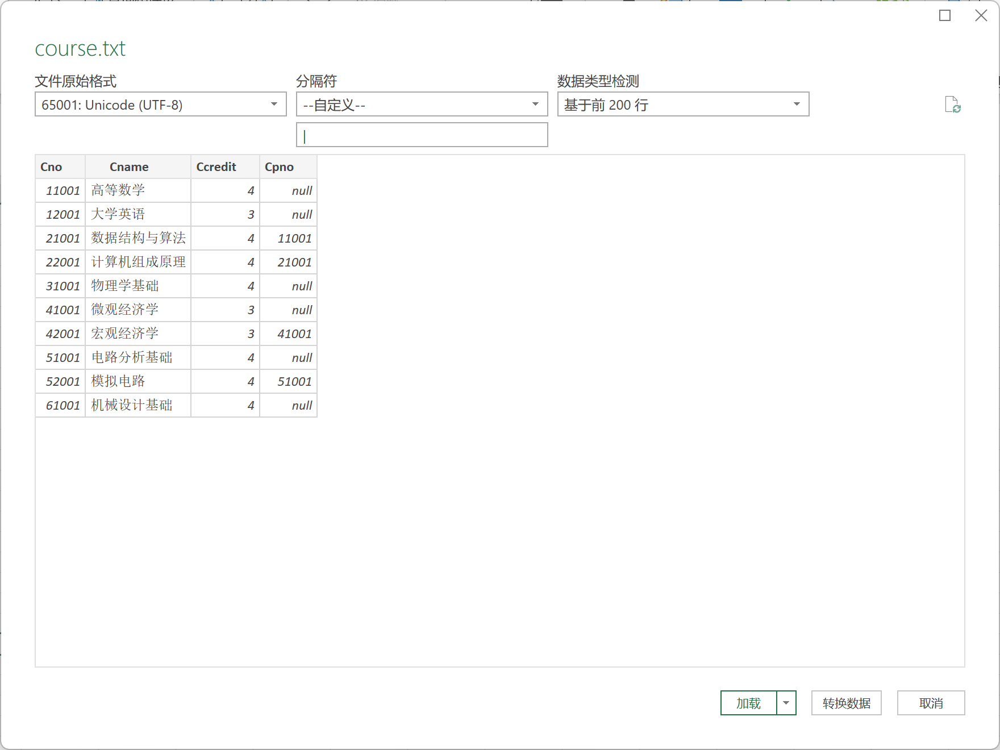 course.txt
文件原始格式 分隔符 数据类型检测
65001: Unicode (UTF-8) --自定义-- 基于前 200 行
|
Cno Cname Ccredit Cpno
11001 高等数学 4 null
12001 大学英语 3 null
21001 数据结构与算法 4 11001
22001 计算机组成原理 4 21001
31001 物理学基础 4 null
41001 微观经济学 3 null
42001 宏观经济学 3 41001
51001 电路分析基础 4 null
52001 模拟电路 4 51001
61001 机械设计基础 4 null
加载 转换数据 取消